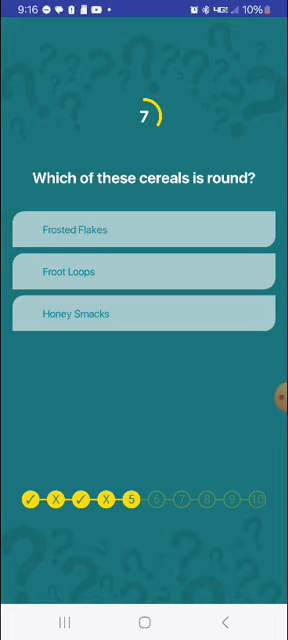 9:16
4G
10%
7
Which of these cereals is round?
Frosted Flakes
Froot Loops
Honey Smacks
✓ X ✓ X 5 6 7 8 9 10